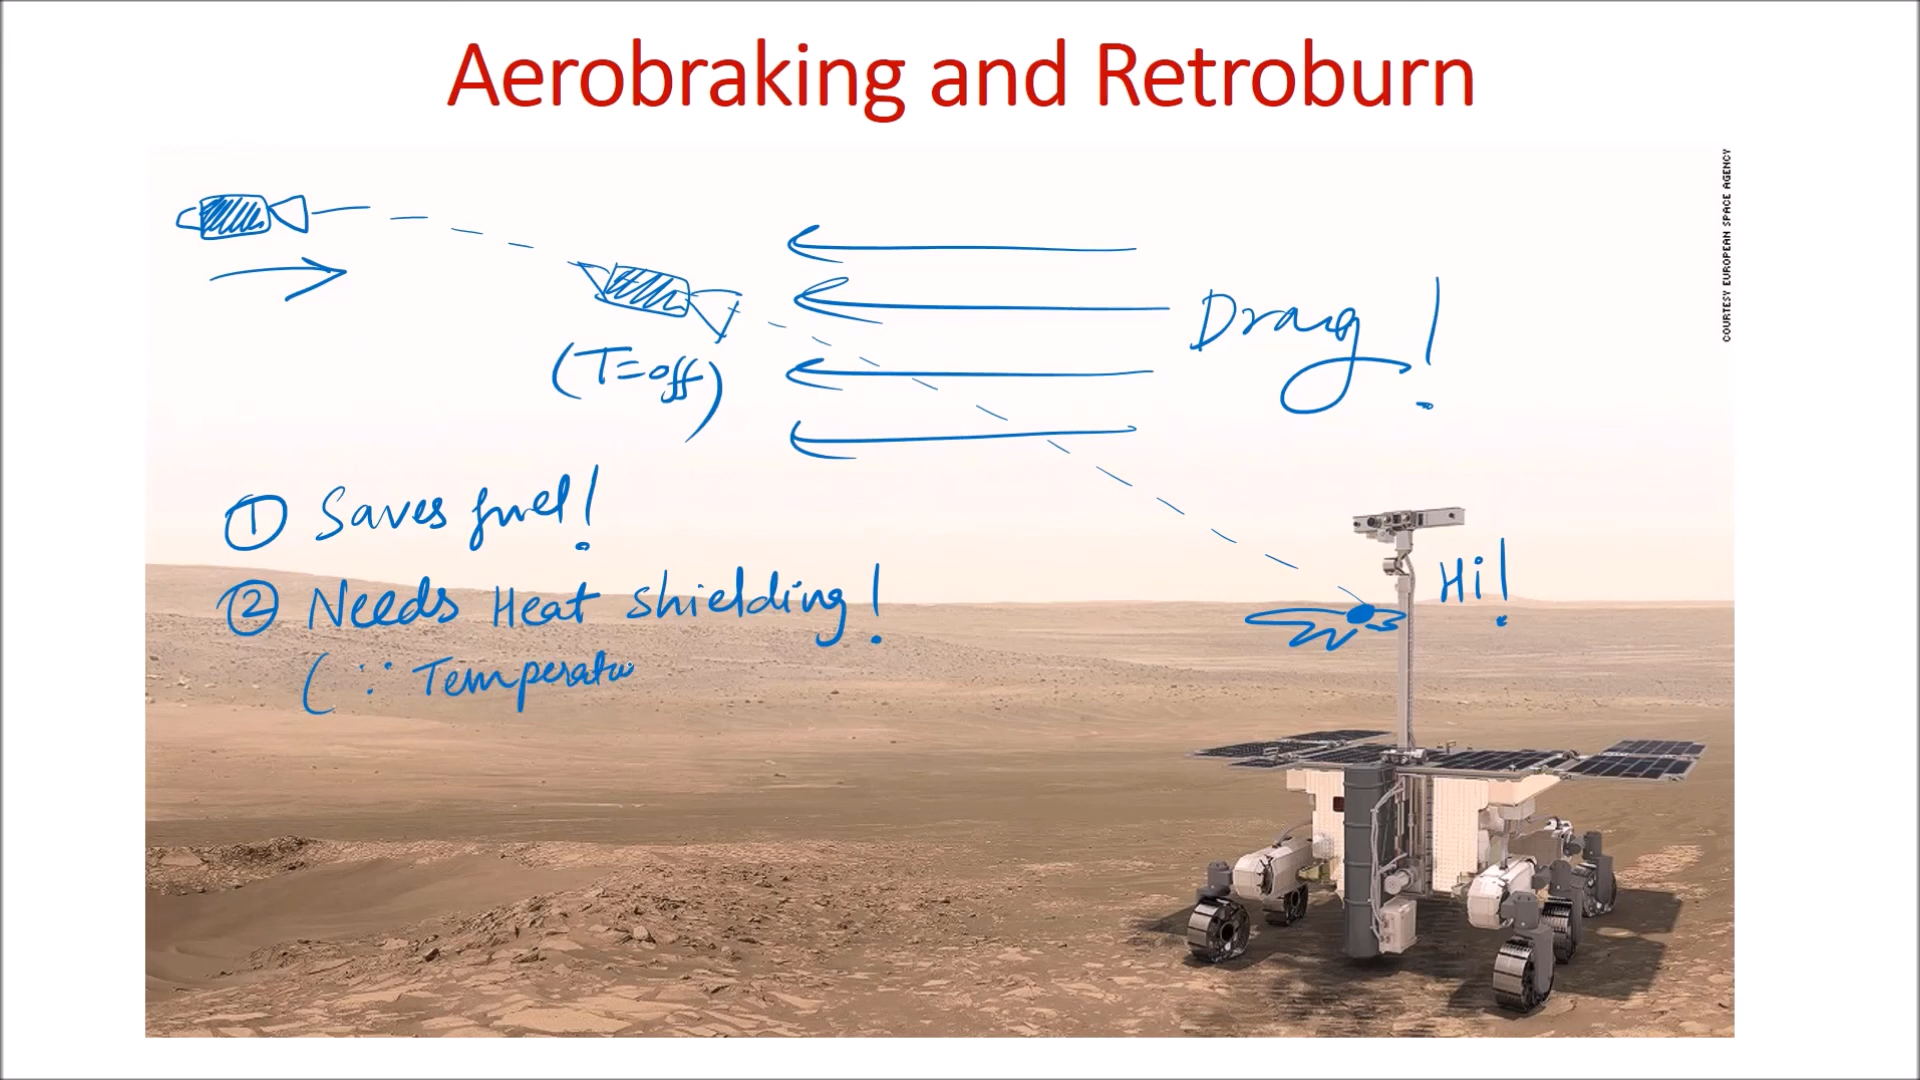 Aerobraking and Retroburn
COURTESY EUROPEAN SPACE AGENCY
Drag!
(T=off)
① Saves fuel!
Hi!
② Needs Heat shielding!
(∵ Temperatu